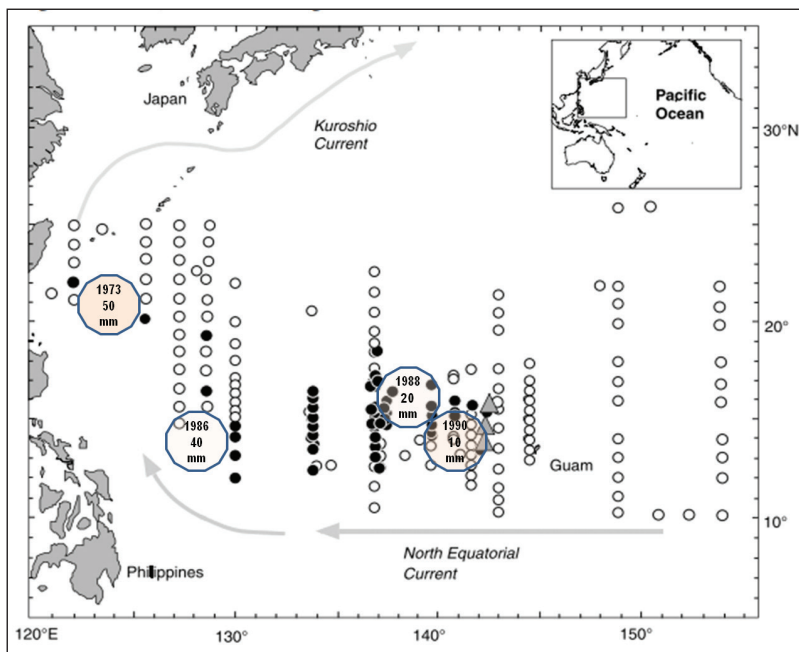 Japan
Kuroshio
Current
Pacific
Ocean
30°N
1973
50
mm
20°
1988
20
mm
1986
40
mm
1990
10
mm
Guam
10°
North Equatorial
Current
Philippines
120°E
130°
140°
150°